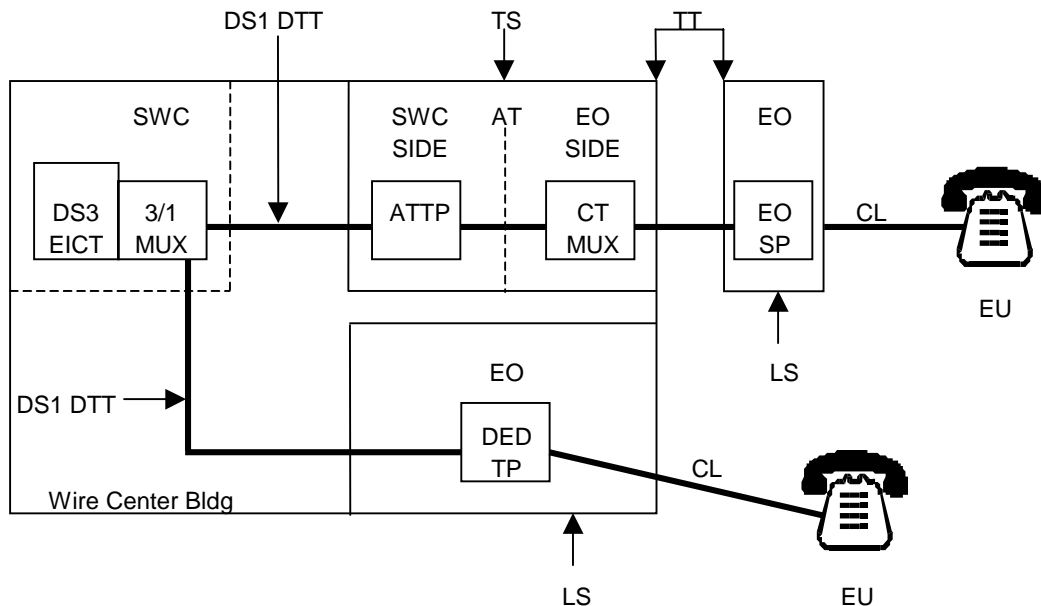 DS1 DTT
TS
TT
SWC
SWC
SIDE
AT
EO
SIDE
EO
DS3
EICT
3/1
MUX
ATTP
CT
MUX
EO
SP
CL
EU
LS
EO
DS1 DTT
DED
TP
CL
Wire Center Bldg
LS
EU